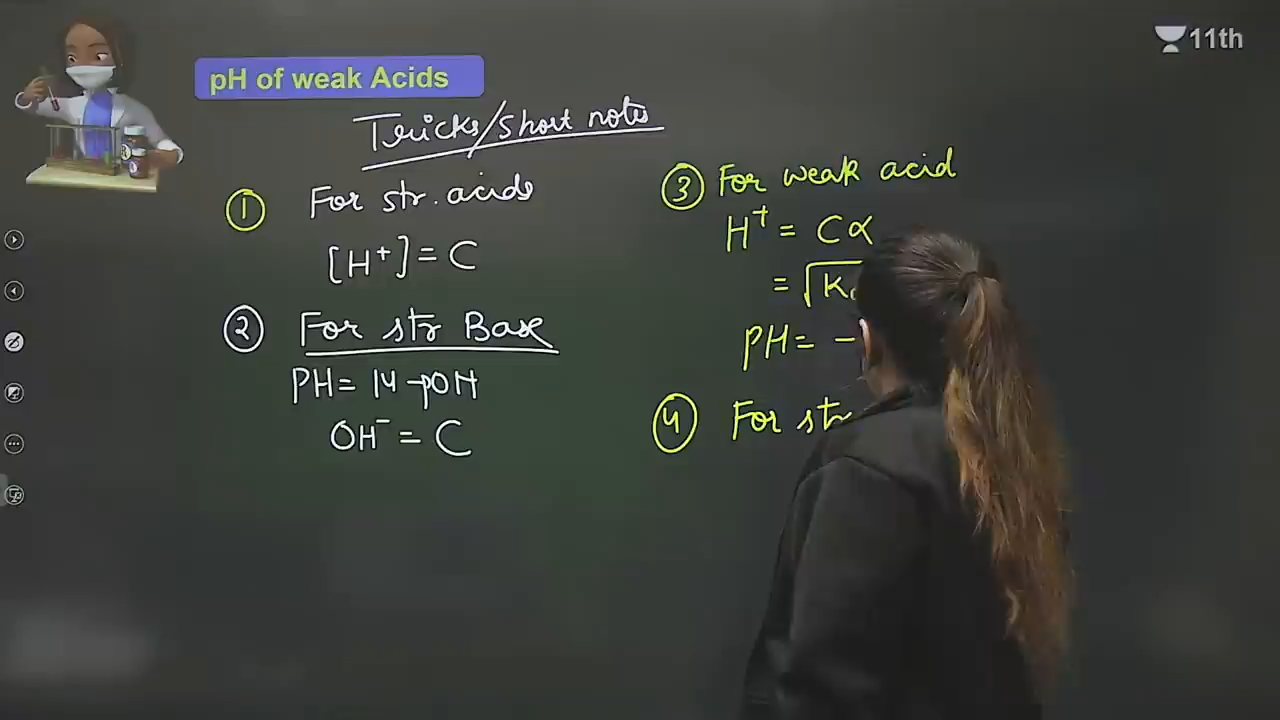 11th
pH of weak Acids
Tricks/Short notes
① For str. acids
[H⁺] = C
② For str Base
PH = 14 - pOH
OH⁻ = C
③ For weak acid
H⁺ = Cα
= √K
PH = -
④ For str